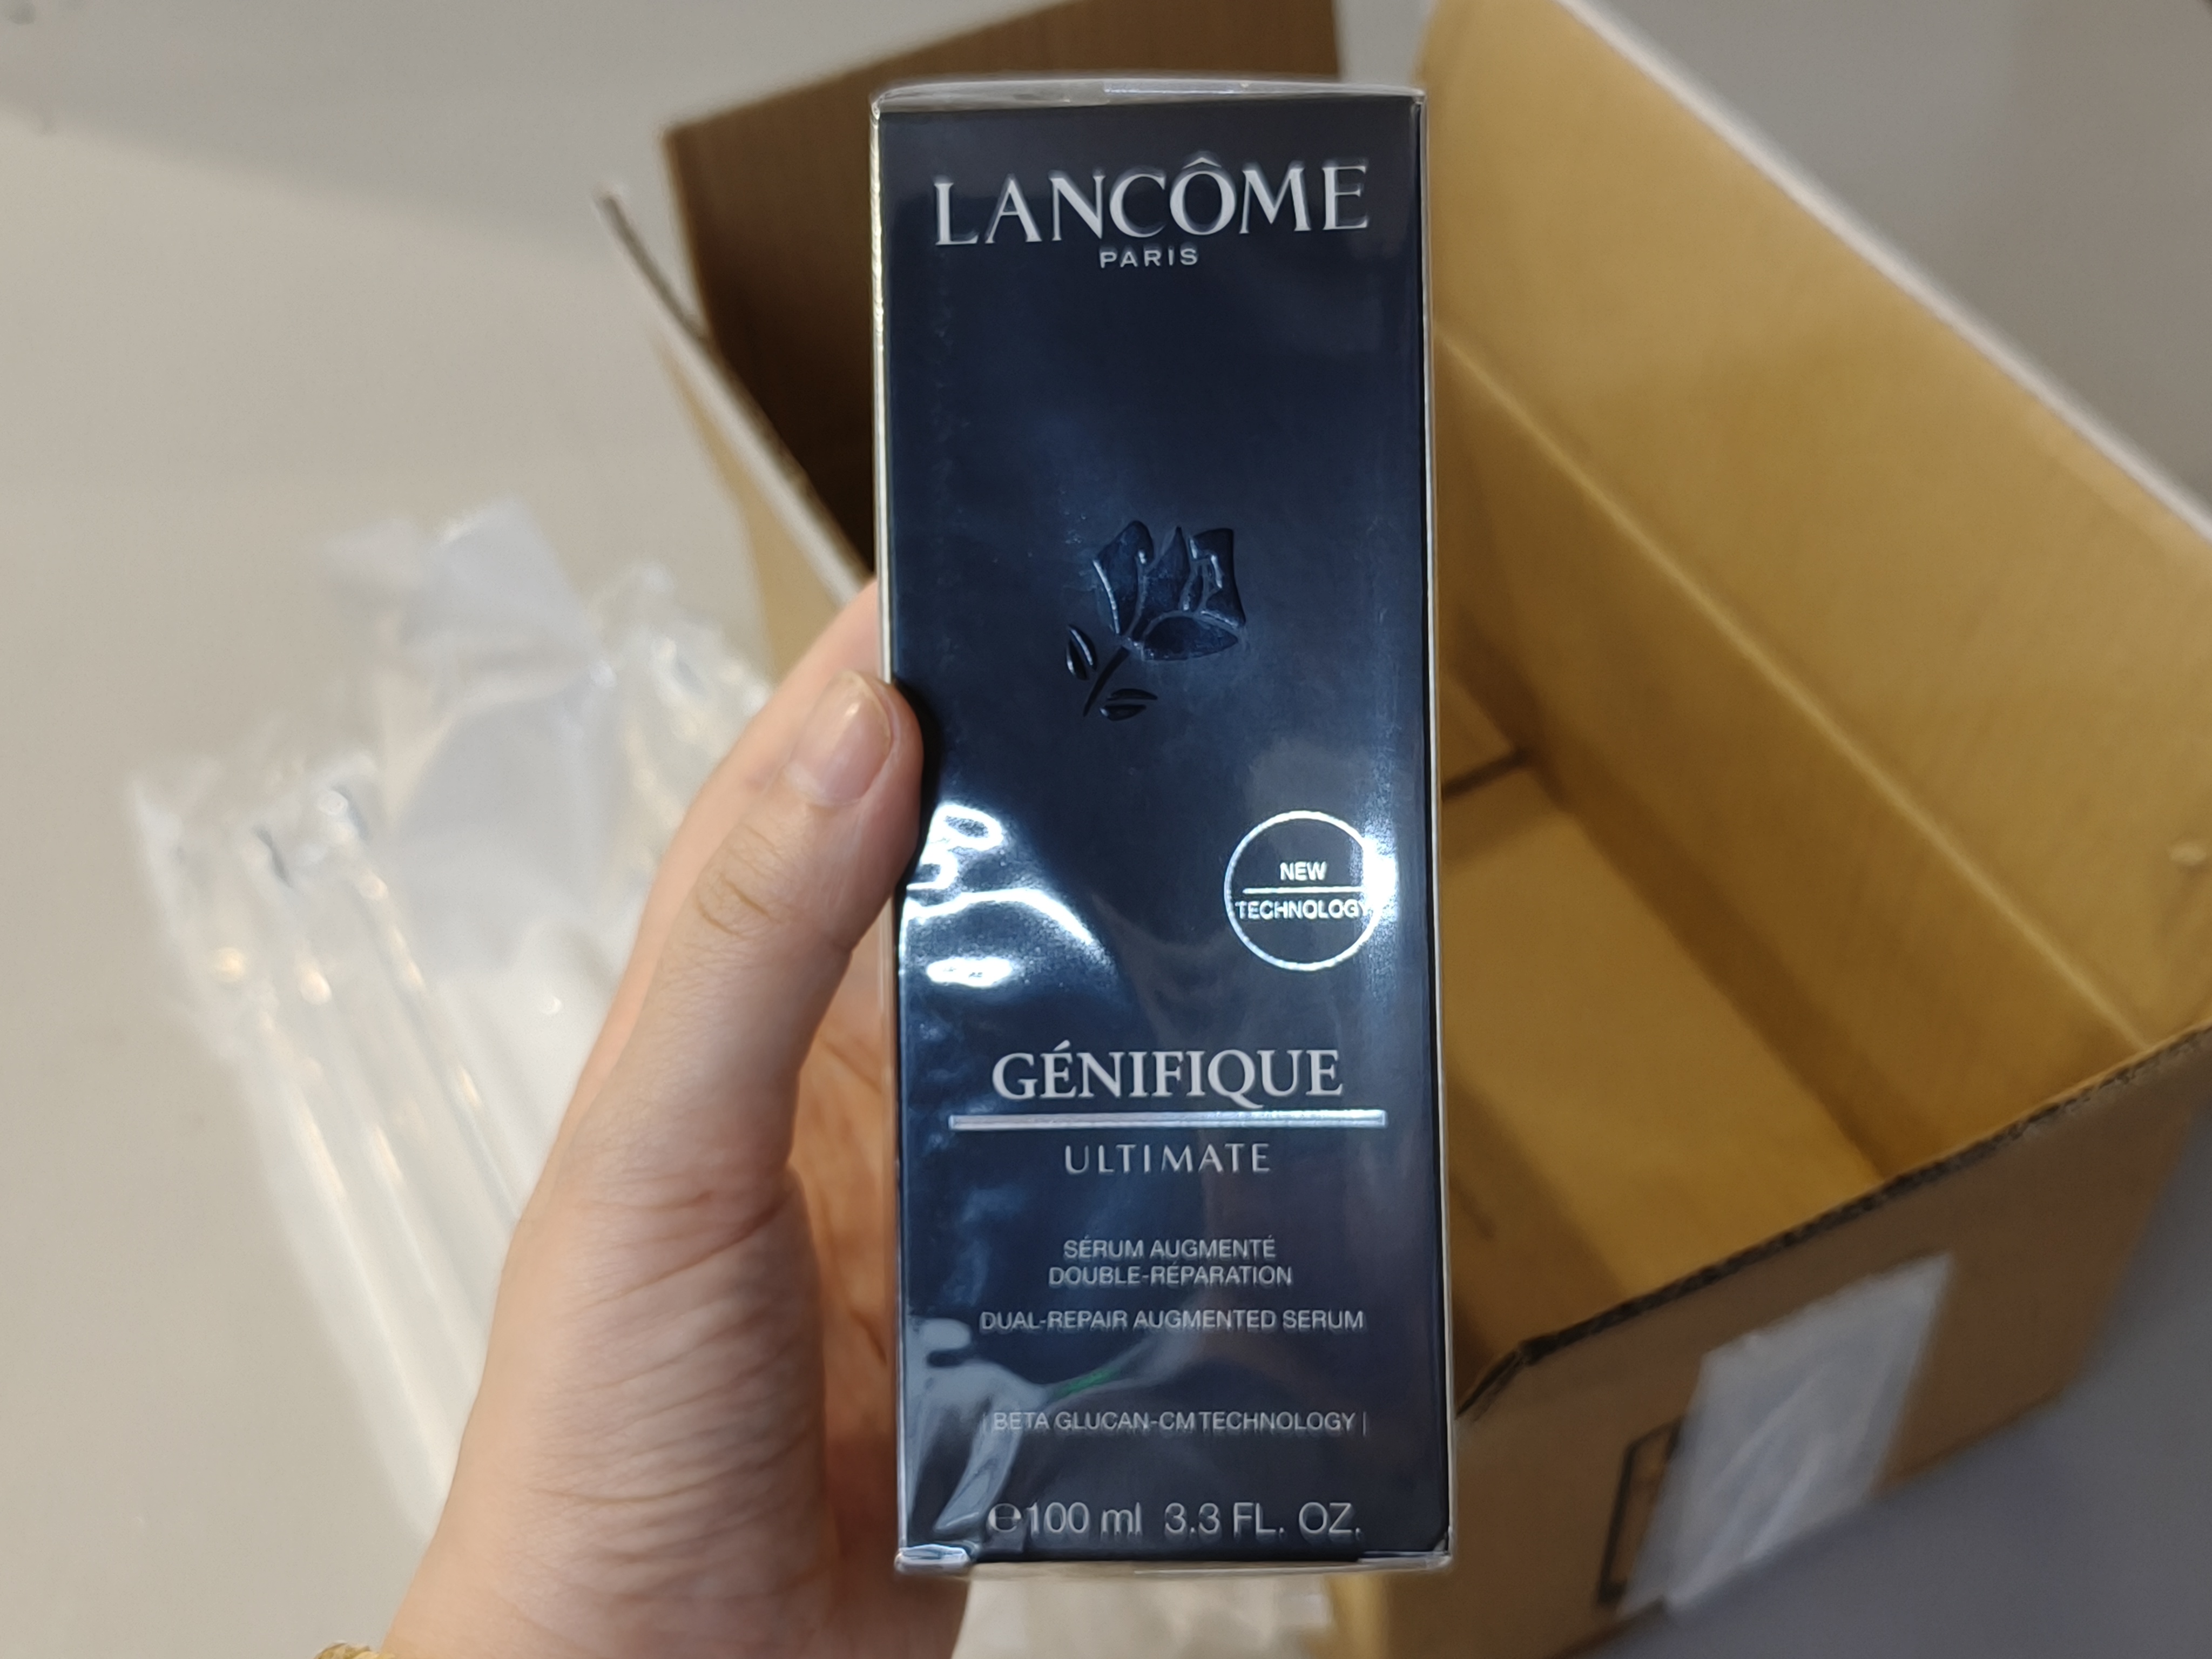 LANCÔME
PARIS
NEW
TECHNOLOGY
GÉNIFIQUE
ULTIMATE
SÉRUM AUGMENTÉ
DOUBLE-RÉPARATION
DUAL-REPAIR AUGMENTED SERUM
| BETA GLUCAN-CM TECHNOLOGY |
℮100 ml 3.3 FL. OZ.